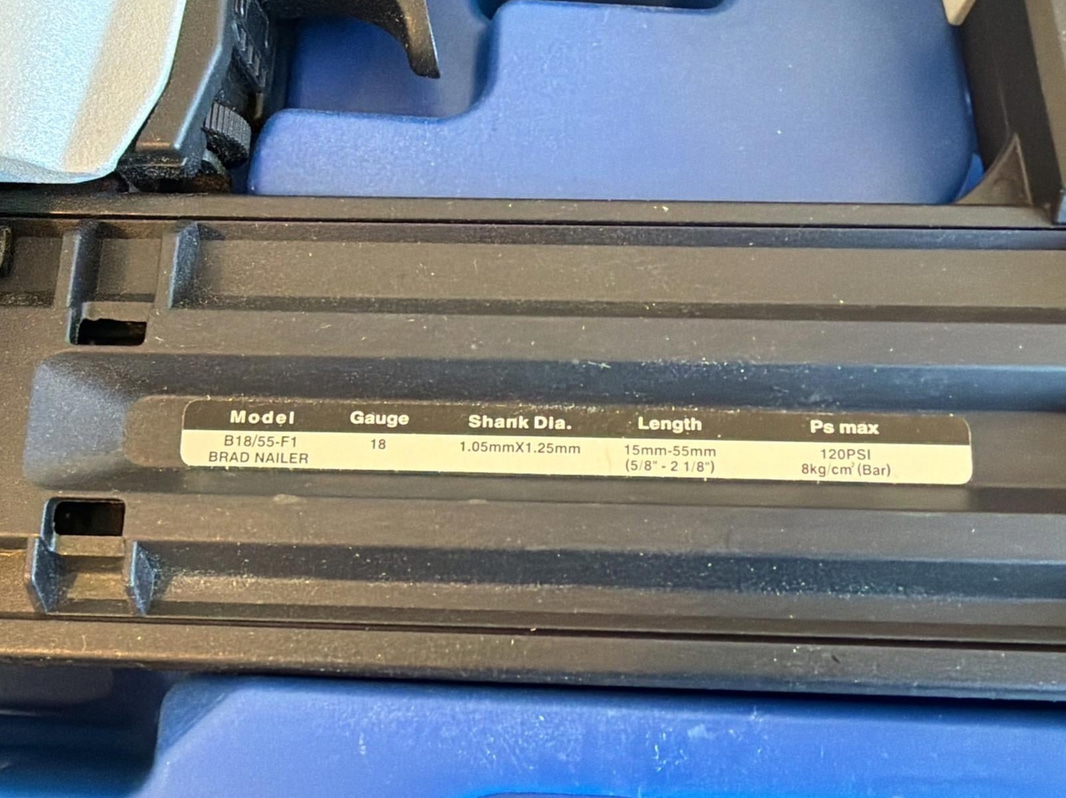 Model Gauge Shank Dia. Length Ps max
B18/55-F1 18 1.05mmX1.25mm 15mm-55mm 120PSI
BRAD NAILER (5/8" - 2 1/8") 8kg/cm² (Bar)